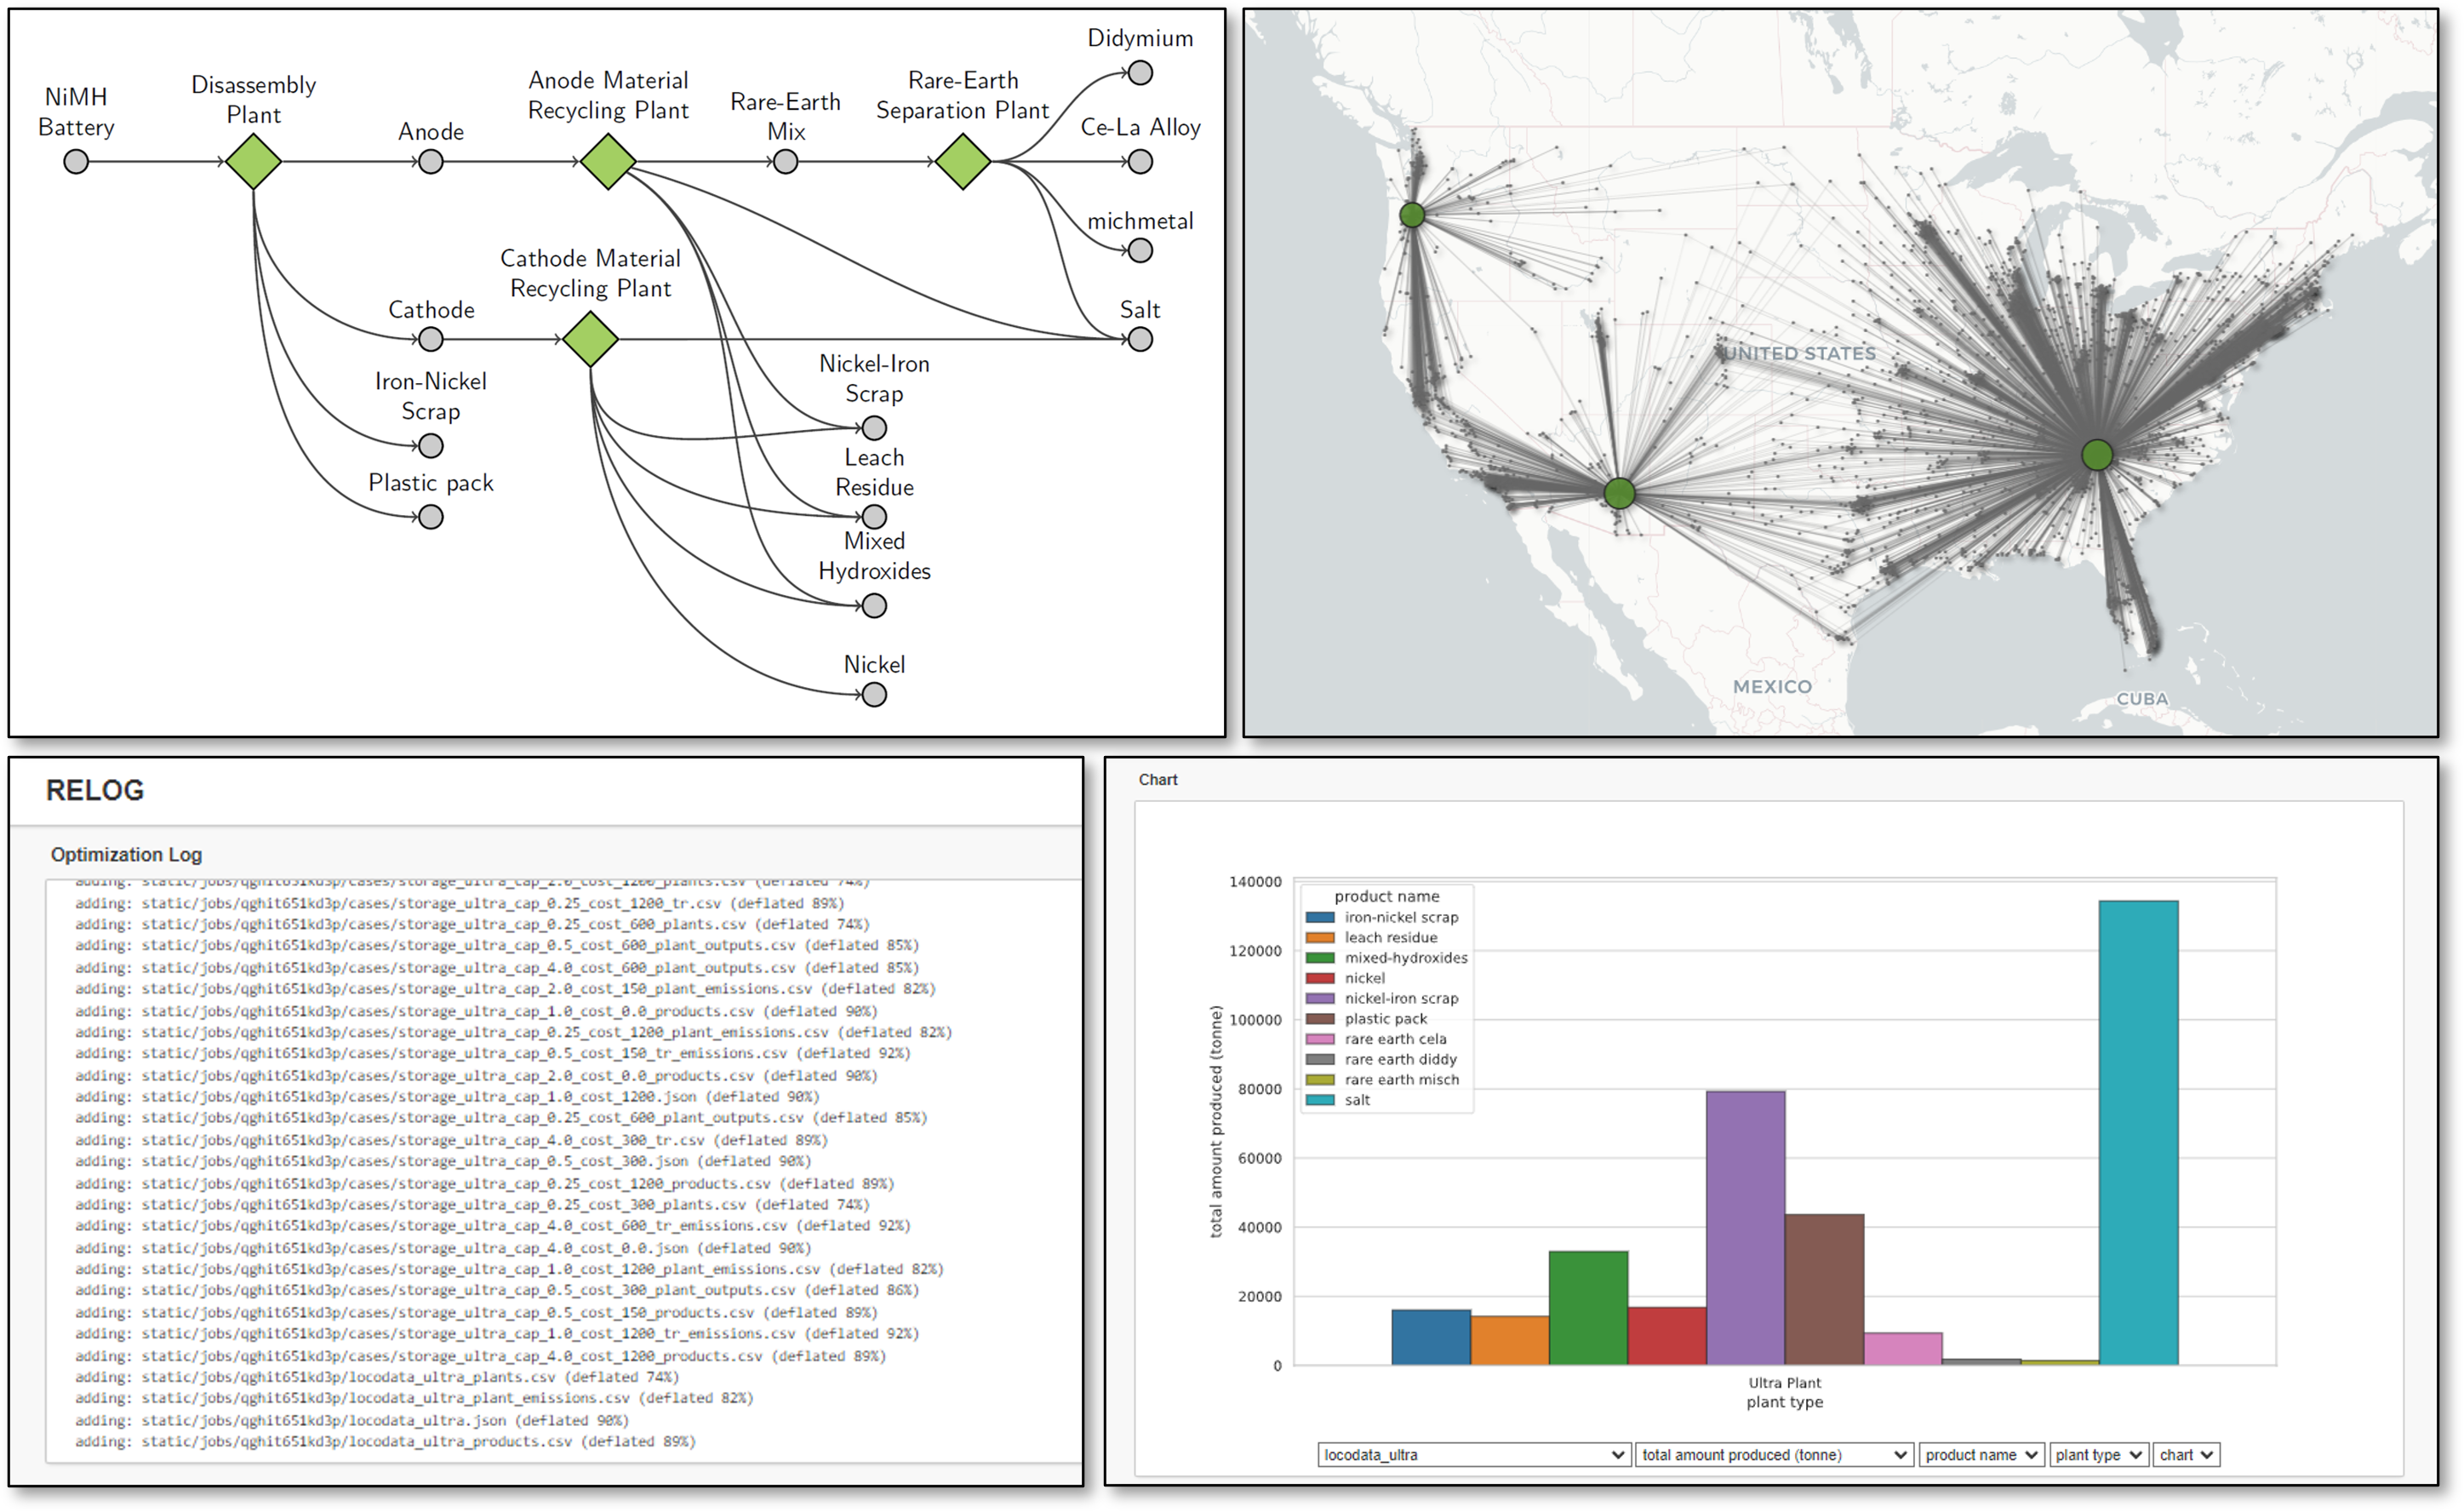 NiMH
Battery
Disassembly
Plant
Anode
Anode Material
Recycling Plant
Rare-Earth
Mix
Rare-Earth
Separation Plant
Didymium
Ce-La Alloy
michmetal
Salt
Cathode Material
Recycling Plant
Cathode
Iron-Nickel
Scrap
Plastic pack
Nickel-Iron
Scrap
Leach
Residue
Mixed
Hydroxides
Nickel
UNITED STATES
MEXICO
CUBA
RELOG
Optimization Log
adding: static/jobs/qghit651kd3p/cases/storage_ultra_cap_2.0_cost_1200_plants.csv (deflated 74%)
adding: static/jobs/qghit651kd3p/cases/storage_ultra_cap_0.25_cost_1200_tr.csv (deflated 89%)
adding: static/jobs/qghit651kd3p/cases/storage_ultra_cap_0.25_cost_600_plants.csv (deflated 74%)
adding: static/jobs/qghit651kd3p/cases/storage_ultra_cap_0.5_cost_600_plant_outputs.csv (deflated 85%)
adding: static/jobs/qghit651kd3p/cases/storage_ultra_cap_4.0_cost_600_plant_outputs.csv (deflated 85%)
adding: static/jobs/qghit651kd3p/cases/storage_ultra_cap_2.0_cost_150_plant_emissions.csv (deflated 82%)
adding: static/jobs/qghit651kd3p/cases/storage_ultra_cap_1.0_cost_0.0_products.csv (deflated 90%)
adding: static/jobs/qghit651kd3p/cases/storage_ultra_cap_0.25_cost_1200_plant_emissions.csv (deflated 82%)
adding: static/jobs/qghit651kd3p/cases/storage_ultra_cap_0.5_cost_150_tr_emissions.csv (deflated 92%)
adding: static/jobs/qghit651kd3p/cases/storage_ultra_cap_2.0_cost_0.0_products.csv (deflated 90%)
adding: static/jobs/qghit651kd3p/cases/storage_ultra_cap_1.0_cost_1200.json (deflated 90%)
adding: static/jobs/qghit651kd3p/cases/storage_ultra_cap_0.25_cost_600_plant_outputs.csv (deflated 85%)
adding: static/jobs/qghit651kd3p/cases/storage_ultra_cap_4.0_cost_300_tr.csv (deflated 89%)
adding: static/jobs/qghit651kd3p/cases/storage_ultra_cap_0.5_cost_300.json (deflated 90%)
adding: static/jobs/qghit651kd3p/cases/storage_ultra_cap_0.25_cost_1200_products.csv (deflated 89%)
adding: static/jobs/qghit651kd3p/cases/storage_ultra_cap_0.25_cost_300_plants.csv (deflated 74%)
adding: static/jobs/qghit651kd3p/cases/storage_ultra_cap_4.0_cost_600_tr_emissions.csv (deflated 92%)
adding: static/jobs/qghit651kd3p/cases/storage_ultra_cap_4.0_cost_0.0.json (deflated 90%)
adding: static/jobs/qghit651kd3p/cases/storage_ultra_cap_1.0_cost_1200_plant_emissions.csv (deflated 82%)
adding: static/jobs/qghit651kd3p/cases/storage_ultra_cap_0.5_cost_300_plant_outputs.csv (deflated 86%)
adding: static/jobs/qghit651kd3p/cases/storage_ultra_cap_0.5_cost_150_products.csv (deflated 89%)
adding: static/jobs/qghit651kd3p/cases/storage_ultra_cap_1.0_cost_1200_tr_emissions.csv (deflated 92%)
adding: static/jobs/qghit651kd3p/cases/storage_ultra_cap_4.0_cost_1200_products.csv (deflated 89%)
adding: static/jobs/qghit651kd3p/locodata_ultra_plants.csv (deflated 74%)
adding: static/jobs/qghit651kd3p/locodata_ultra_plant_emissions.csv (deflated 82%)
adding: static/jobs/qghit651kd3p/locodata_ultra.json (deflated 90%)
adding: static/jobs/qghit651kd3p/locodata_ultra_products.csv (deflated 89%)
Chart
total amount produced (tonne)
140000
120000
100000
80000
60000
40000
20000
0
product name
iron-nickel scrap
leach residue
mixed-hydroxides
nickel
nickel-iron scrap
plastic pack
rare earth cela
rare earth diddy
rare earth misch
salt
Ultra Plant
plant type
locodata_ultra
total amount produced (tonne)
product name
plant type
chart